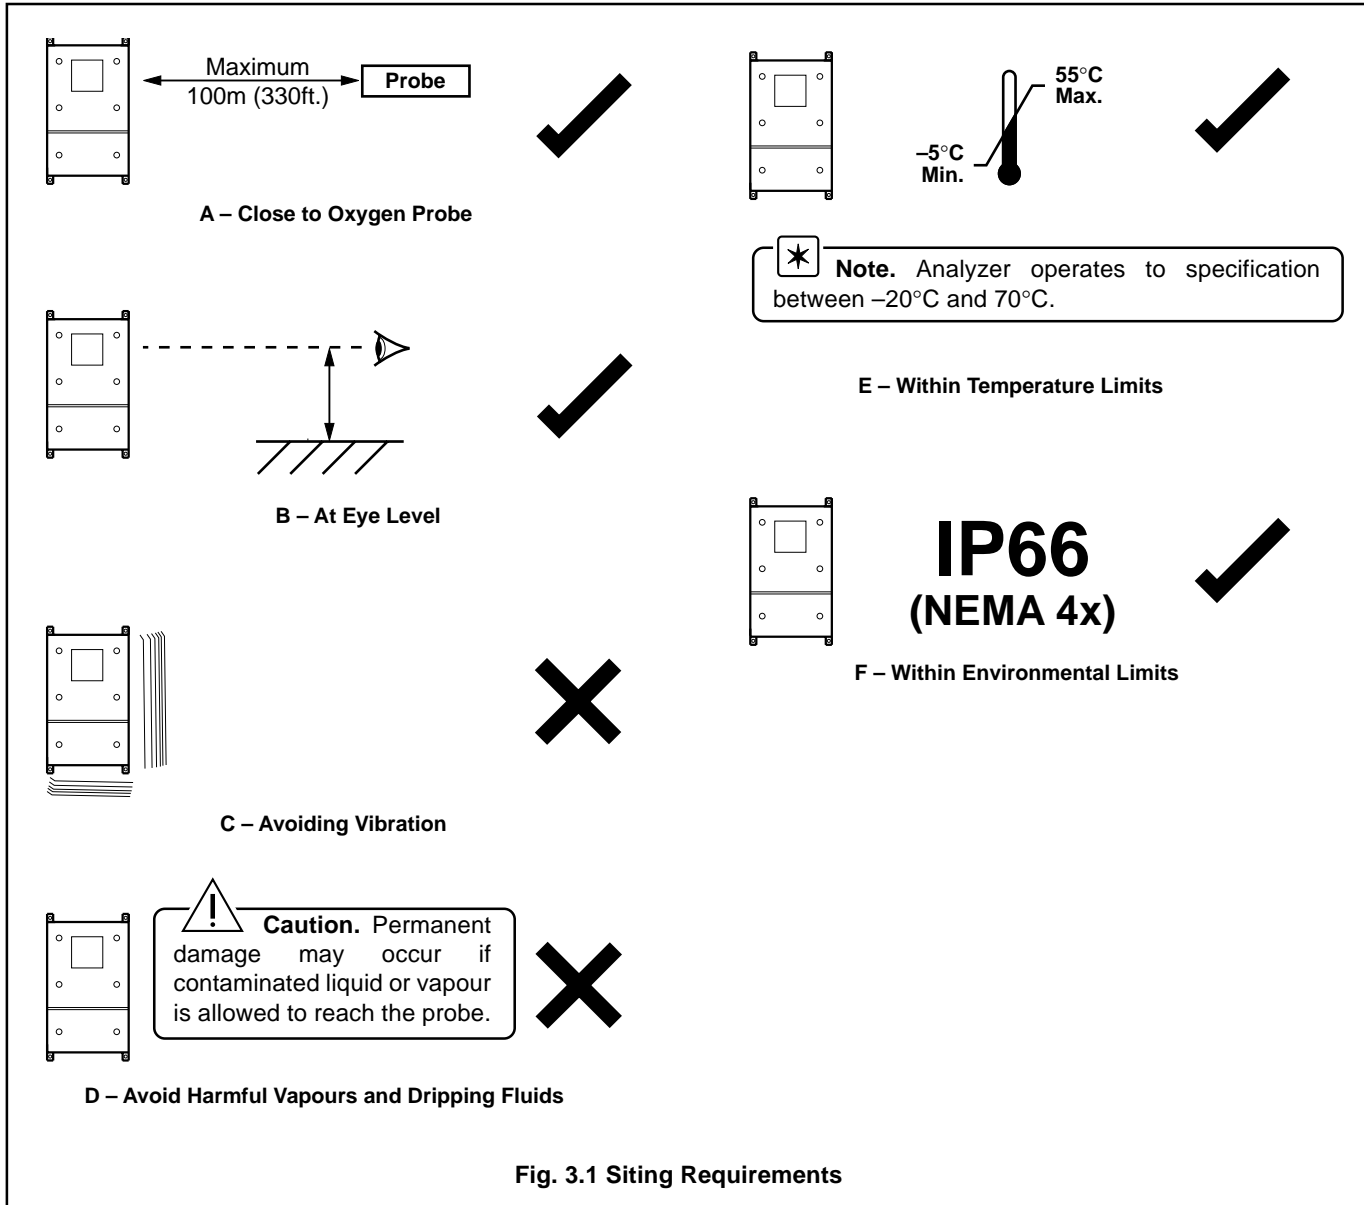 Maximum
100m (330ft.)
Probe
A – Close to Oxygen Probe
B – At Eye Level
C – Avoiding Vibration
Caution. Permanent
damage may occur if
contaminated liquid or vapour
is allowed to reach the probe.
D – Avoid Harmful Vapours and Dripping Fluids
55°C
Max.
–5°C
Min.
Note. Analyzer operates to specification
between –20°C and 70°C.
E – Within Temperature Limits
IP66
(NEMA 4x)
F – Within Environmental Limits
Fig. 3.1 Siting Requirements